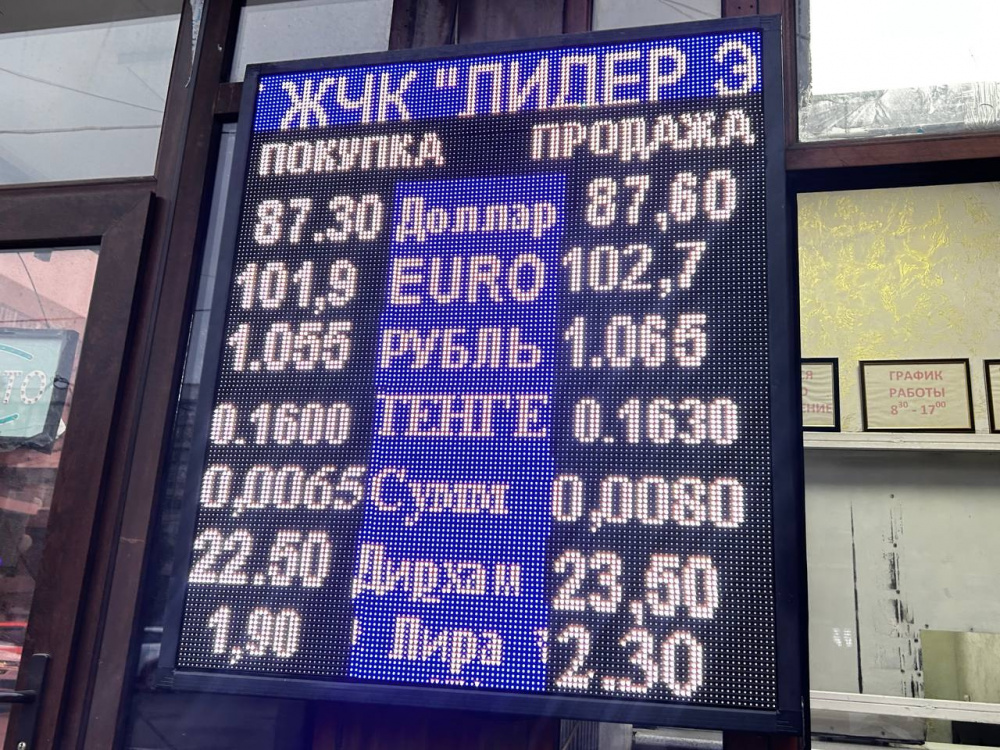 ЖЧК "ЛИДЕР Э
ПОКУПКА ПРОДАЖА
87.30 Доллар 87,60
101,9 EURO 102,7
1.055 РУБЛЬ 1.065
0.1600 ТЕНГЕ 0.1630
0,0065 Сумы 0,0080
22.50 Дирхам 23,50
1,90 Лира 2.30
ТО
ГРАФИК
РАБОТЫ
8³⁰ - 17⁰⁰